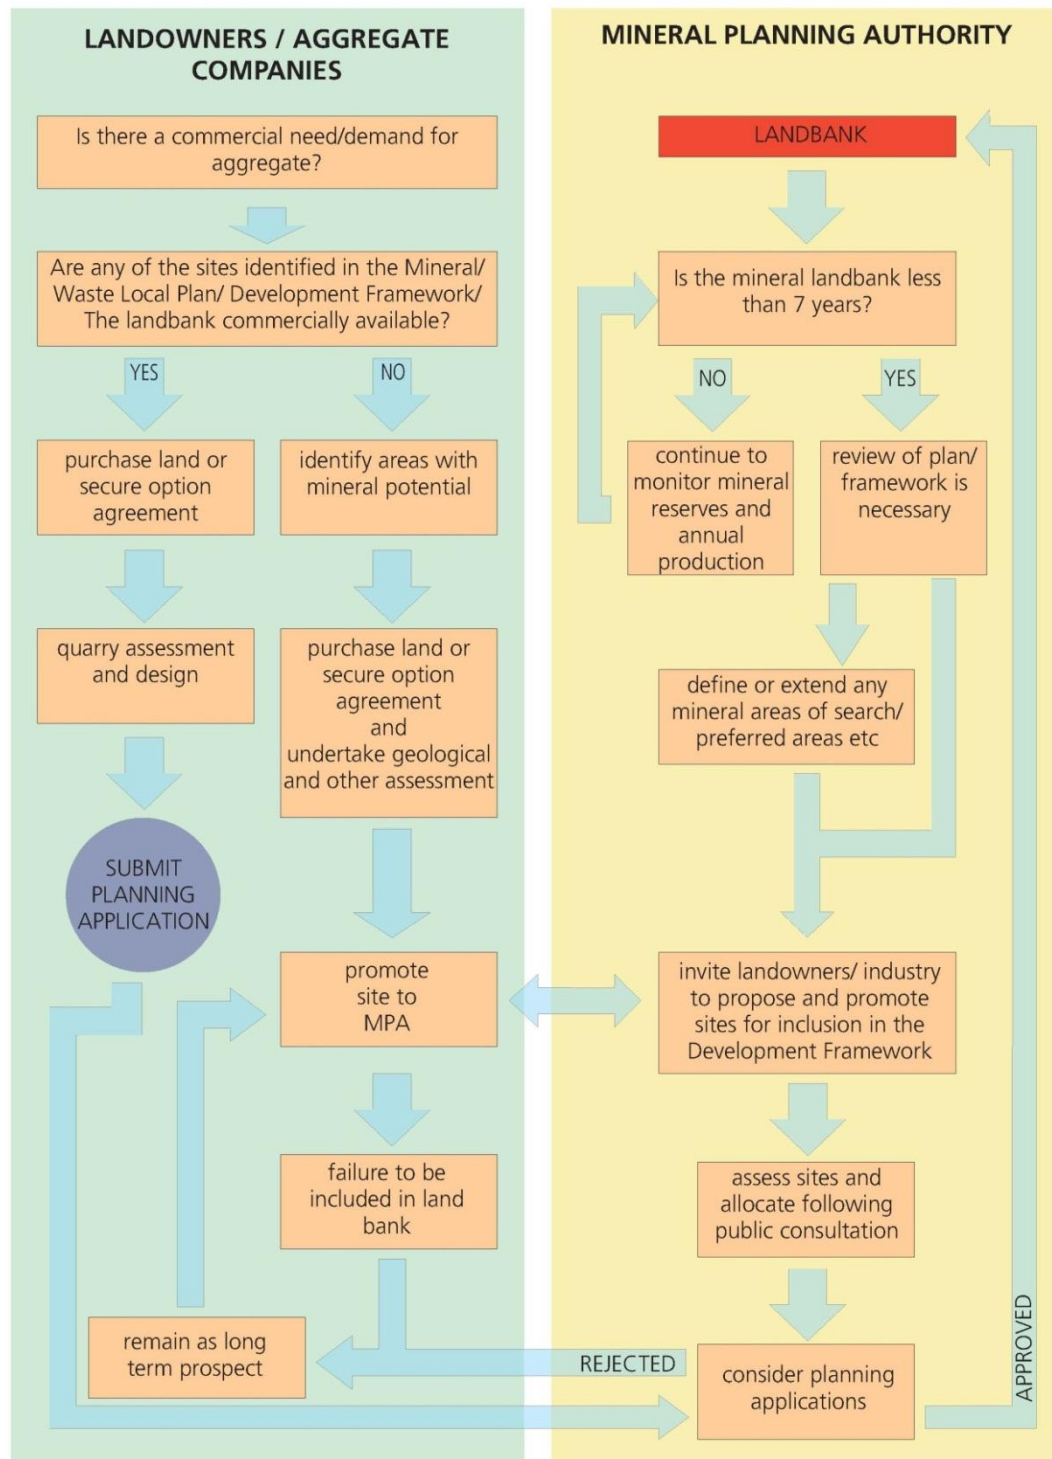 LANDOWNERS / AGGREGATE
COMPANIES
Is there a commercial need/demand for
aggregate?
Are any of the sites identified in the Mineral/
Waste Local Plan/ Development Framework/
The landbank commercially available?
YES
NO
purchase land or
secure option
agreement
identify areas with
mineral potential
quarry assessment
and design
purchase land or
secure option
agreement
and
undertake geological
and other assessment
SUBMIT
PLANNING
APPLICATION
promote
site to
MPA
failure to be
included in land
bank
remain as long
term prospect
MINERAL PLANNING AUTHORITY
LANDBANK
Is the mineral landbank less
than 7 years?
NO
YES
continue to
monitor mineral
reserves and
annual
production
review of plan/
framework is
necessary
define or extend any
mineral areas of search/
preferred areas etc
invite landowners/ industry
to propose and promote
sites for inclusion in the
Development Framework
assess sites and
allocate following
public consultation
REJECTED
consider planning
applications
APPROVED